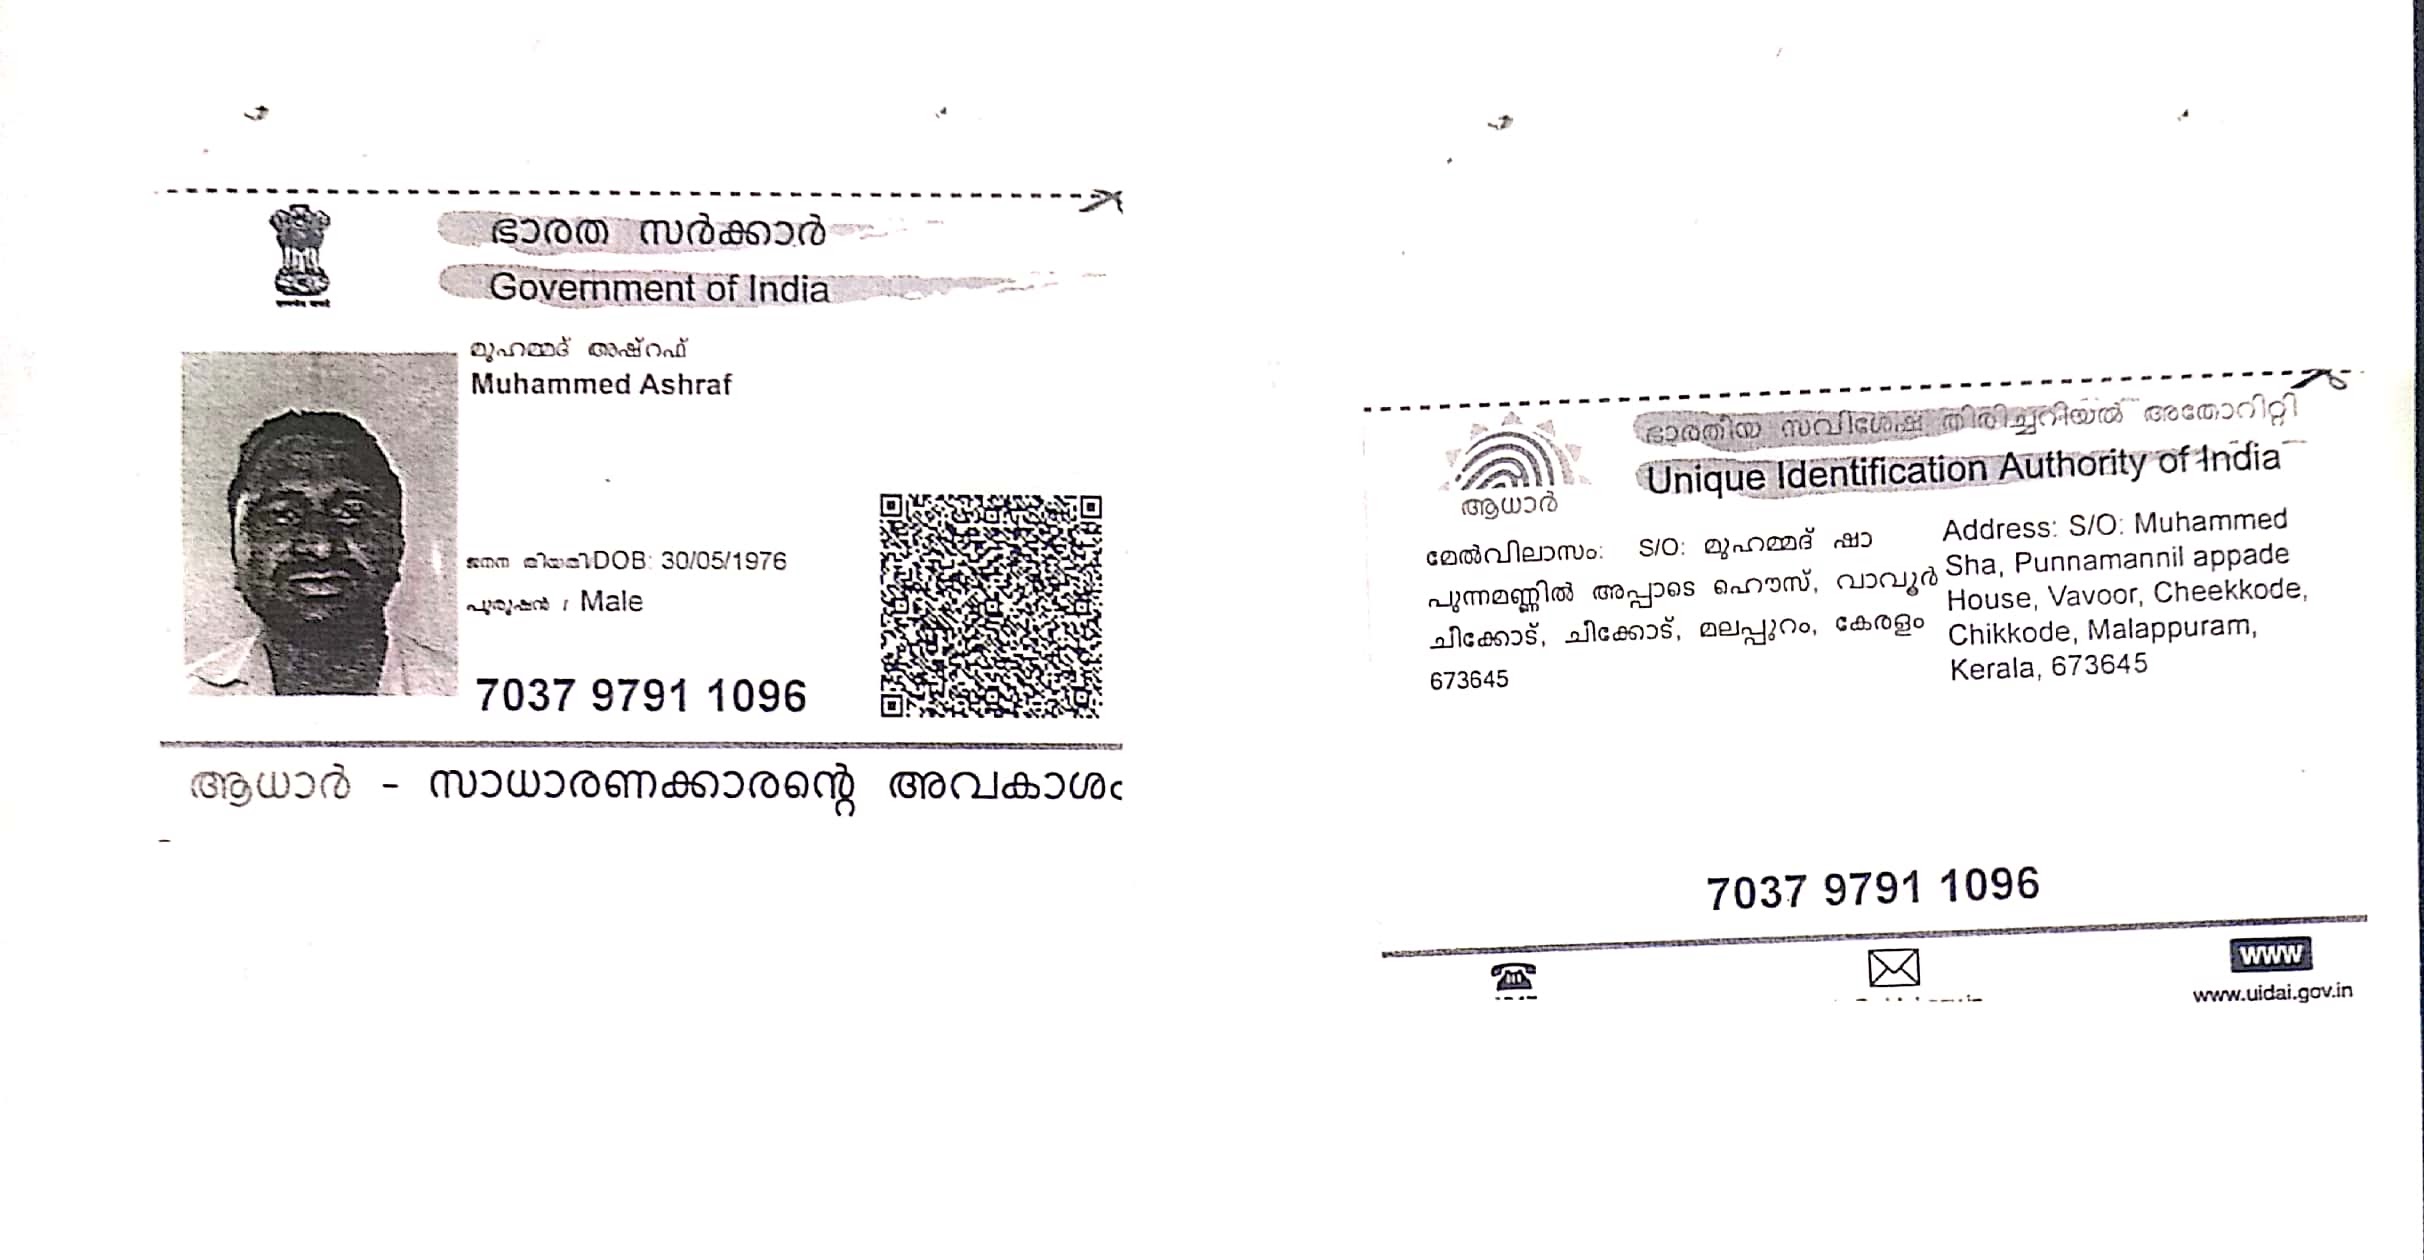 ഭാരത സർക്കാർ
Government of India
മുഹമ്മദ് അഷ്റഫ്
Muhammed Ashraf
ജനന തിയതി/DOB: 30/05/1976
പുരുഷൻ / Male
7037 9791 1096
ആധാർ - സാധാരണക്കാരന്റെ അവകാശം
ഭാരതീയ സവിശേഷ തിരിച്ചറിയൽ അതോറിറ്റി
Unique Identification Authority of India
ആധാർ
മേൽവിലാസം: S/O: മുഹമ്മദ് ഷാ
പുന്നമണ്ണിൽ അപ്പാടെ ഹൌസ്, വാവൂർ
ചീക്കോട്, ചീക്കോട്, മലപ്പുറം, കേരളം
673645
Address: S/O: Muhammed
Sha, Punnamannil appade
House, Vavoor, Cheekkode,
Chikkode, Malappuram,
Kerala, 673645
7037 9791 1096
www
www.uidai.gov.in